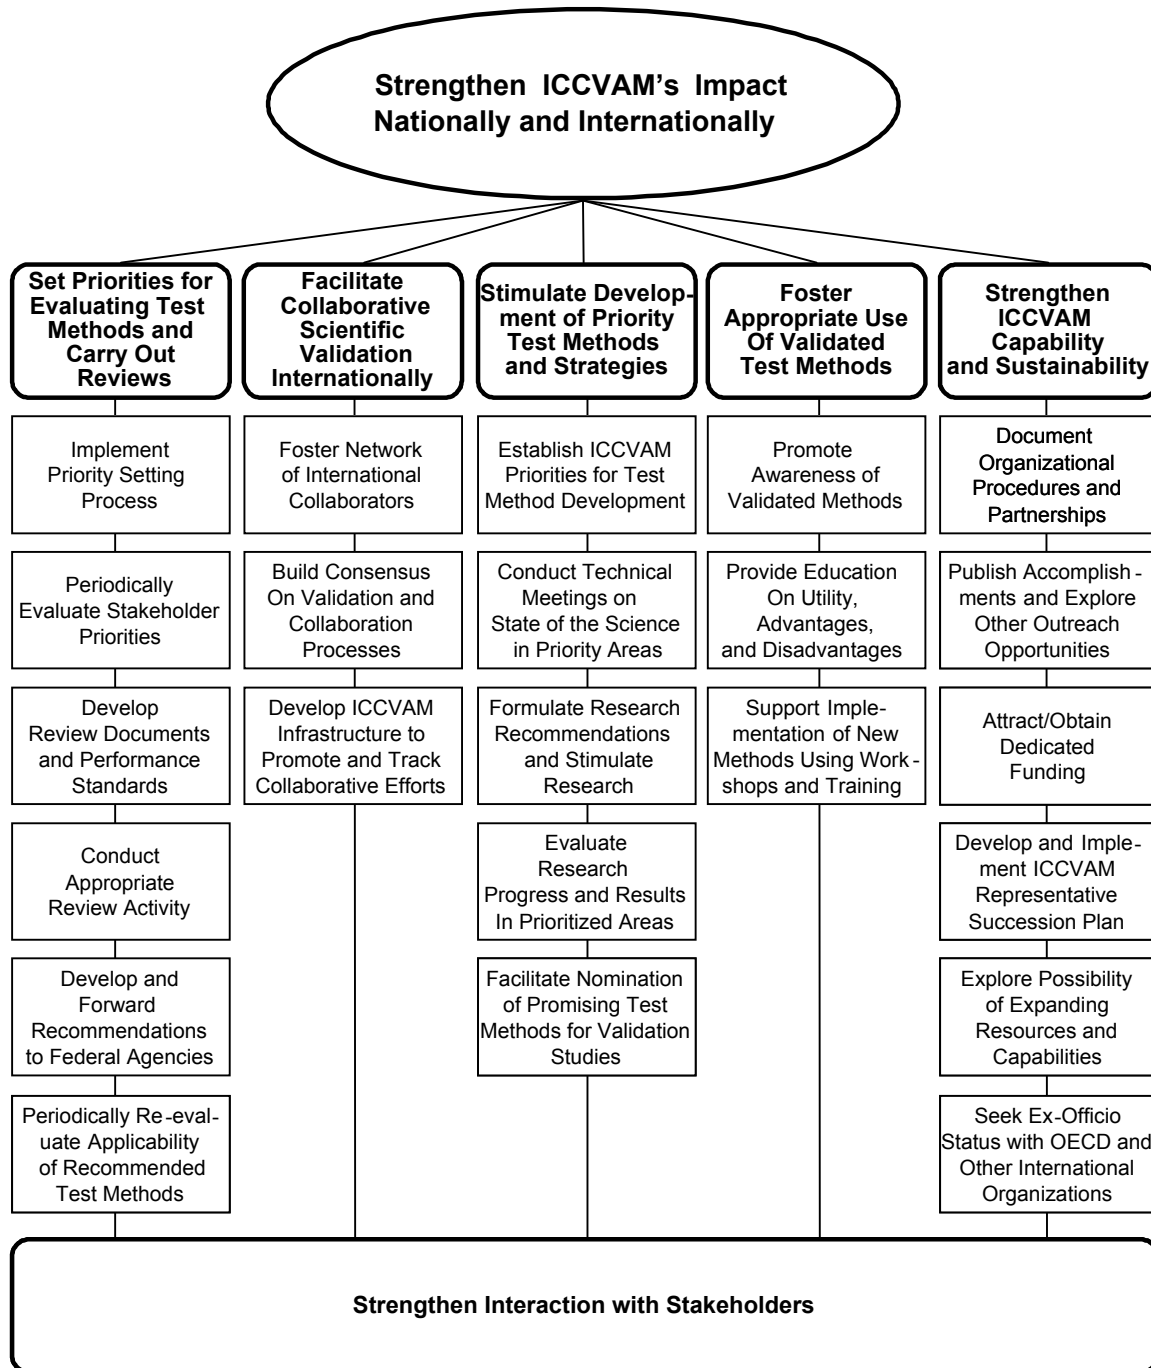 Strengthen ICCVAM’s Impact
Nationally and Internationally
Set Priorities for
Evaluating Test
Methods and
Carry Out
Reviews
Implement
Priority Setting
Process
Periodically
Evaluate Stakeholder
Priorities
Develop
Review Documents
and Performance
Standards
Conduct
Appropriate
Review Activity
Develop and
Forward
Recommendations
to Federal Agencies
Periodically Re-eval-
uate Applicability
of Recommended
Test Methods
Facilitate
Collaborative
Scientific
Validation
Internationally
Foster Network
of International
Collaborators
Build Consensus
On Validation and
Collaboration
Processes
Develop ICCVAM
Infrastructure to
Promote and Track
Collaborative Efforts
Stimulate Develop-
ment of Priority
Test Methods
and Strategies
Establish ICCVAM
Priorities for Test
Method Development
Conduct Technical
Meetings on
State of the Science
in Priority Areas
Formulate Research
Recommendations
and Stimulate
Research
Evaluate
Research
Progress and Results
In Prioritized Areas
Facilitate Nomination
of Promising Test
Methods for Validation
Studies
Foster
Appropriate Use
Of Validated
Test Methods
Promote
Awareness of
Validated Methods
Provide Education
On Utility,
Advantages,
and Disadvantages
Support Imple-
mentation of New
Methods Using Work-
shops and Training
Strengthen
ICCVAM
Capability
and Sustainability
Document
Organizational
Procedures and
Partnerships
Publish Accomplish-
ments and Explore
Other Outreach
Opportunities
Attract/Obtain
Dedicated
Funding
Develop and Imple-
ment ICCVAM
Representative
Succession Plan
Explore Possibility
of Expanding
Resources and
Capabilities
Seek Ex-Officio
Status with OECD and
Other International
Organizations
Strengthen Interaction with Stakeholders